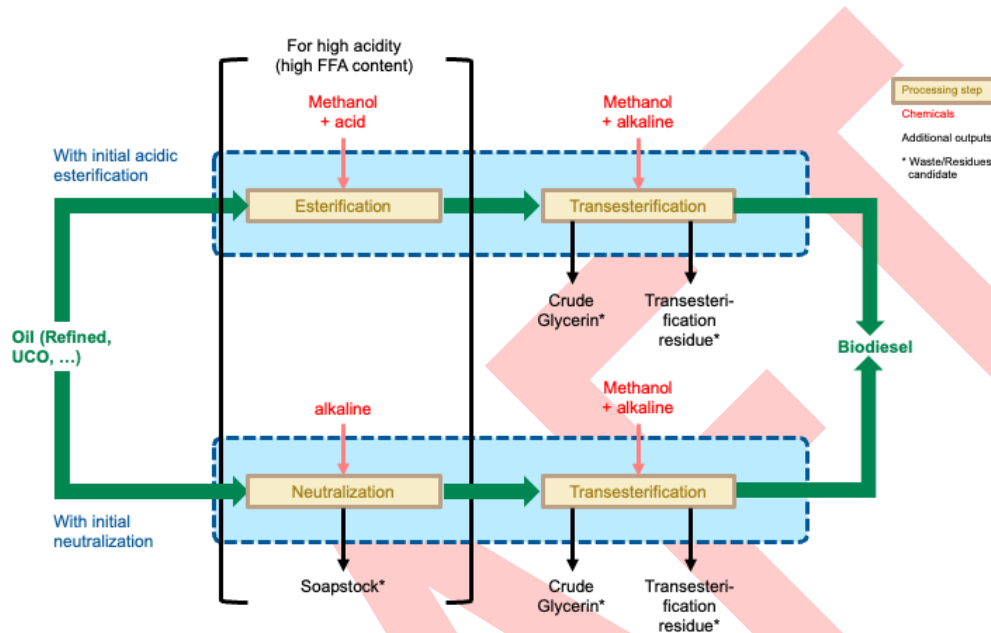 For high acidity
(high FFA content)
Methanol
+ acid
Methanol
+ alkaline
Processing step
Chemicals
Additional outputs
* Waste/Residues
candidate
With initial acidic
esterification
Esterification
Transesterification
Crude
Glycerin*
Transesteri-
fication
residue*
Oil (Refined,
UCO, ...)
Biodiesel
alkaline
Methanol
+ alkaline
Neutralization
Transesterification
With initial
neutralization
Soapstock*
Crude
Glycerin*
Transesteri-
fication
residue*